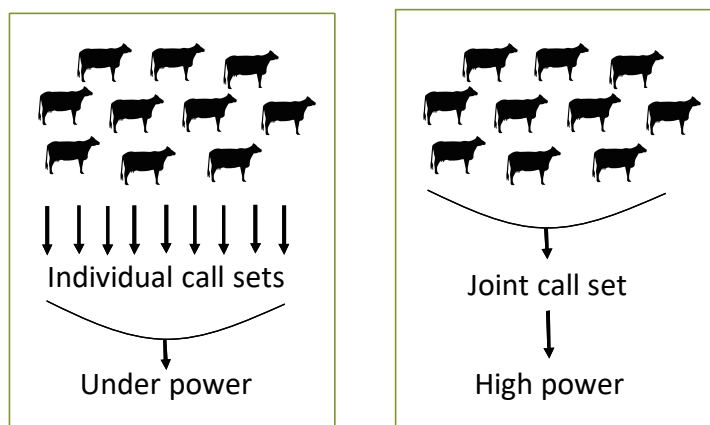 Individual call sets
Under power
Joint call set
High power